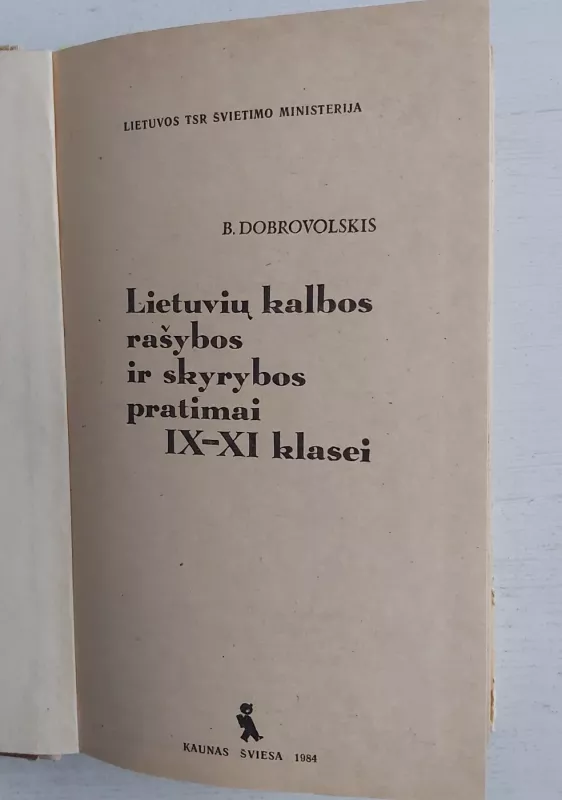 LIETUVOS TSR ŠVIETIMO MINISTERIJA
B. DOBROVOLSKIS
Lietuvių kalbos
rašybos
ir skyrybos
pratimai
IX–XI klasei
KAUNAS ŠVIESA 1984